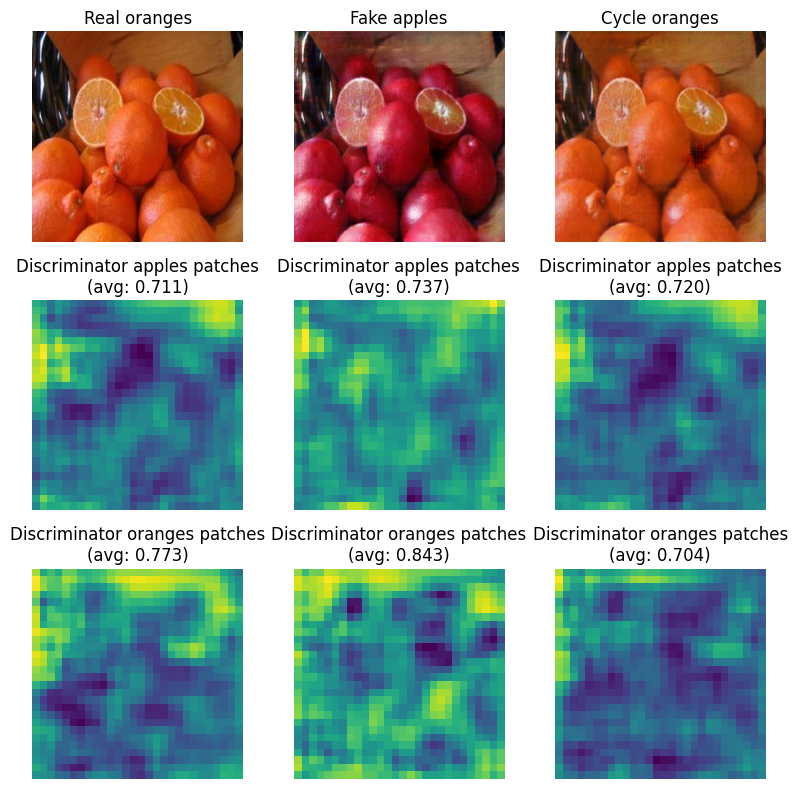 Real oranges
Fake apples
Cycle oranges
Discriminator apples patches
(avg: 0.711)
Discriminator apples patches
(avg: 0.737)
Discriminator apples patches
(avg: 0.720)
Discriminator oranges patches
(avg: 0.773)
Discriminator oranges patches
(avg: 0.843)
Discriminator oranges patches
(avg: 0.704)